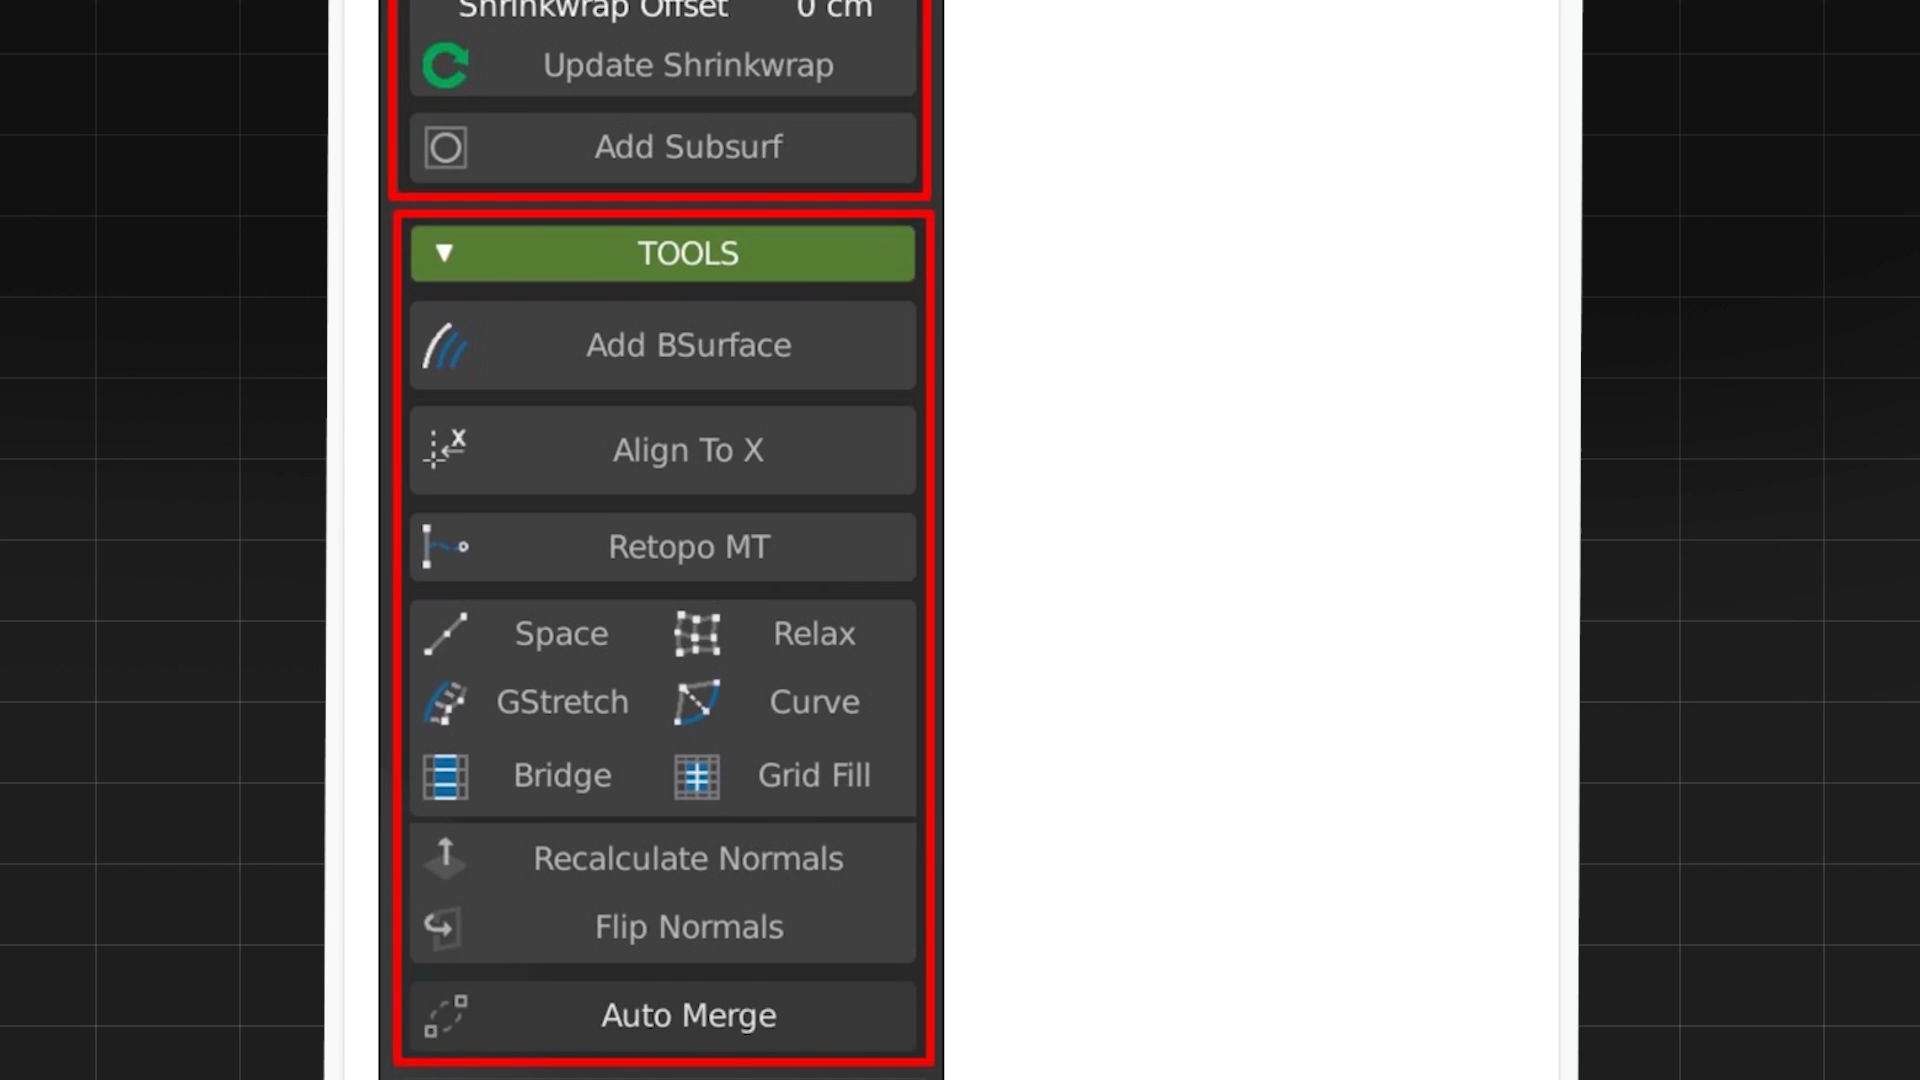 Shrinkwrap Offset 0 cm
Update Shrinkwrap
Add Subsurf
TOOLS
Add BSurface
Align To X
Retopo MT
Space Relax
GStretch Curve
Bridge Grid Fill
Recalculate Normals
Flip Normals
Auto Merge